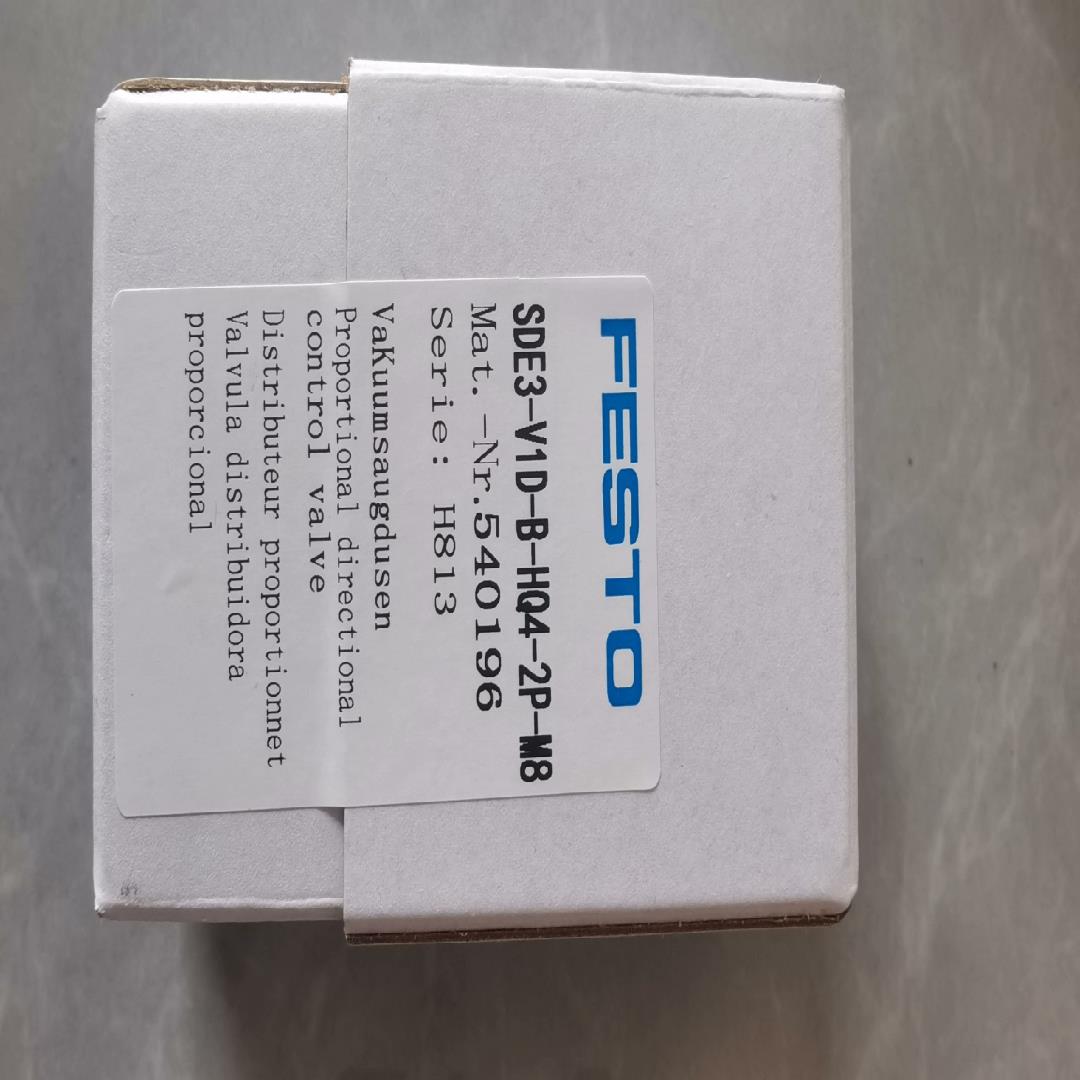 FESTO
SDE3-V1D-B-HQ4-2P-M8
Mat.-Nr.540196
Serie: H813
VaKuumsaugdusen
Proportional directional
control valve
Distributeur proportionnet
Valvula distribuidora
proporcional